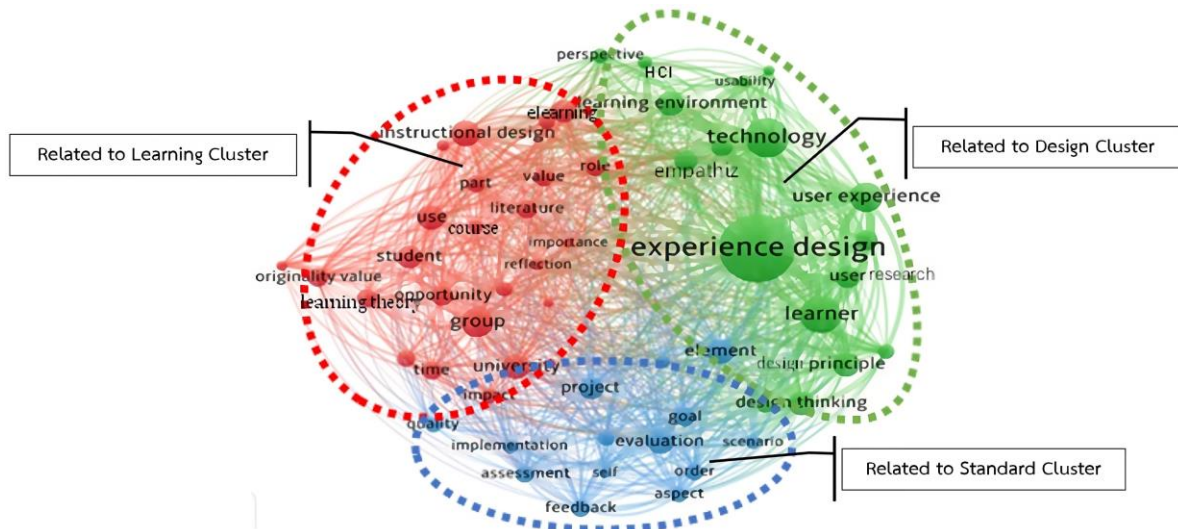 perspective
HCI
usability
elearning
learning environment
instructional design
technology
Related to Learning Cluster
Related to Design Cluster
part
value
role
empathiz
use
literature
user experience
course
importance
experience design
student
reflection
originality value
user research
learning theory
opportunity
group
learner
time
university
element
design principle
impact
project
design thinking
quality
goal
implementation
evaluation
scenario
assessment
self
order
Related to Standard Cluster
feedback
aspect